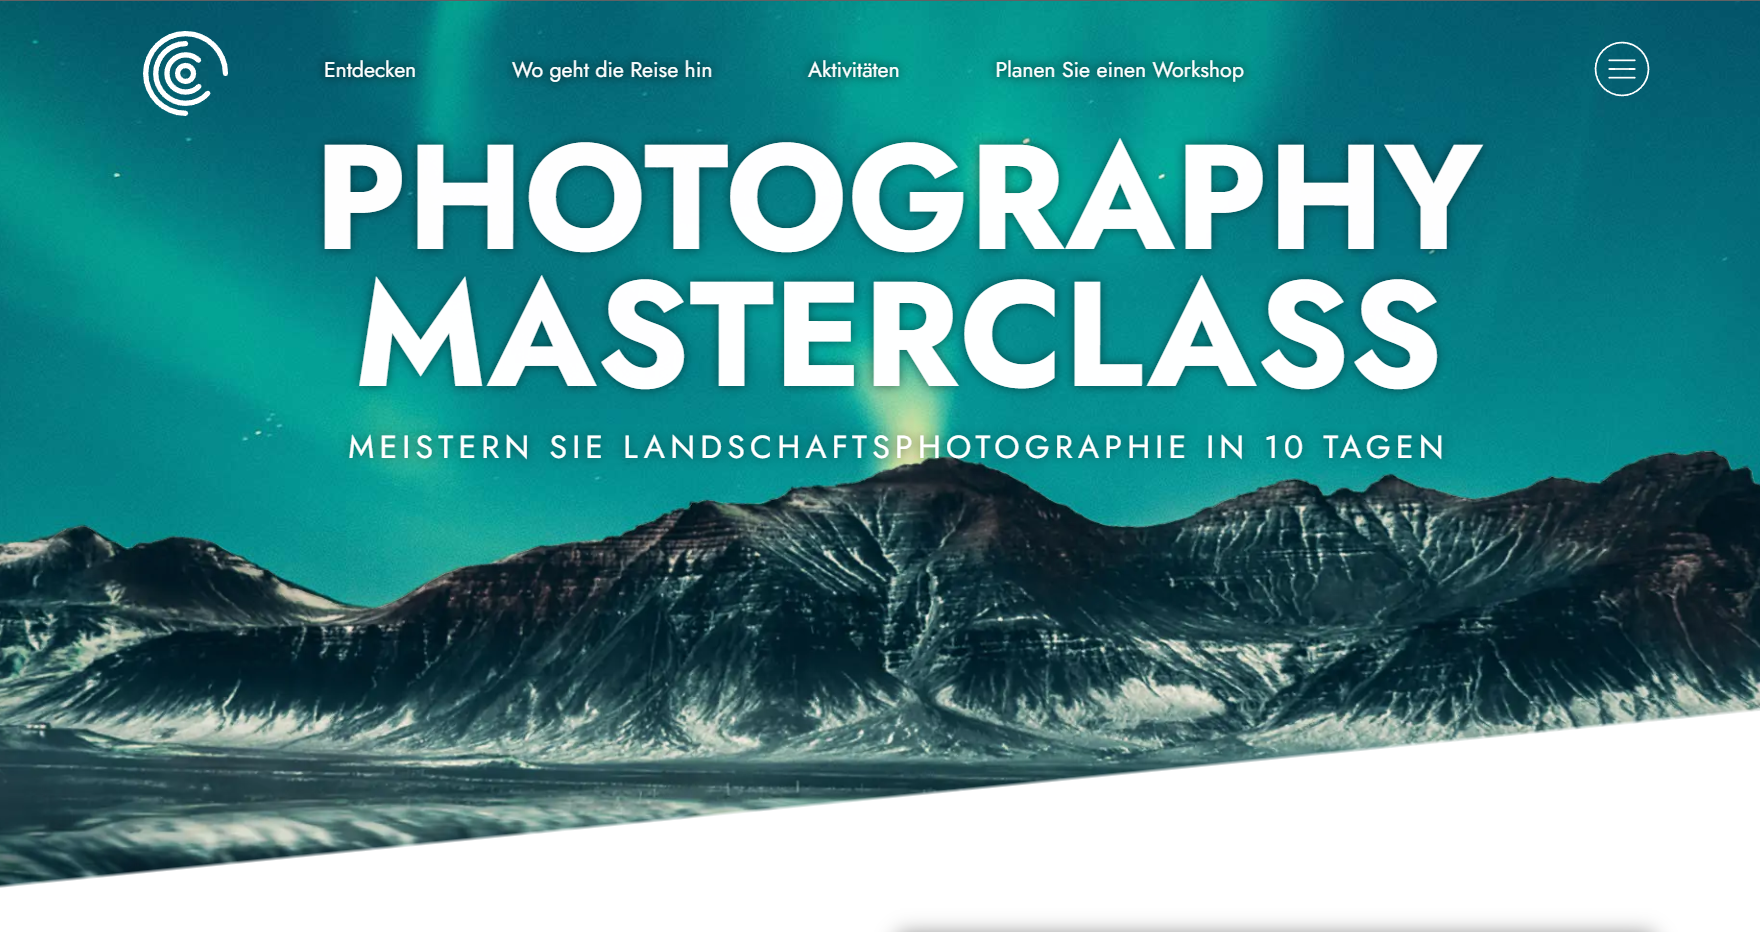 Entdecken
Wo geht die Reise hin
Aktivitäten
Planen Sie einen Workshop
PHOTOGRAPHY
MASTERCLASS
MEISTERN SIE LANDSCHAFTSPHOTOGRAPHIE IN 10 TAGEN